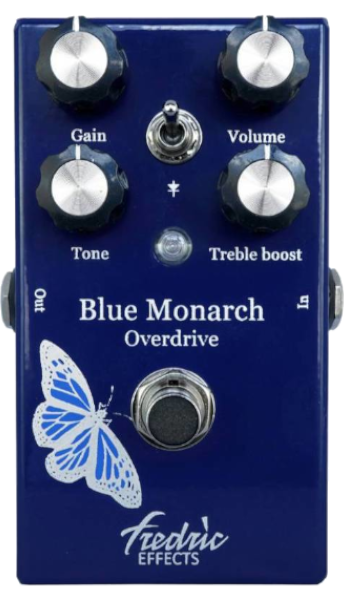 Gain
Volume
Tone
Treble boost
Out
In
Blue Monarch
Overdrive
fredric
EFFECTS